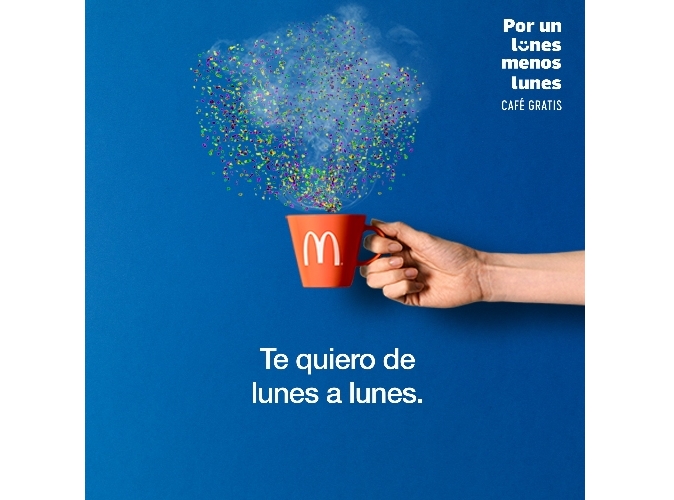 Por un
lunes
menos
lunes
CAFÉ GRATIS
M
Te quiero de
lunes a lunes.